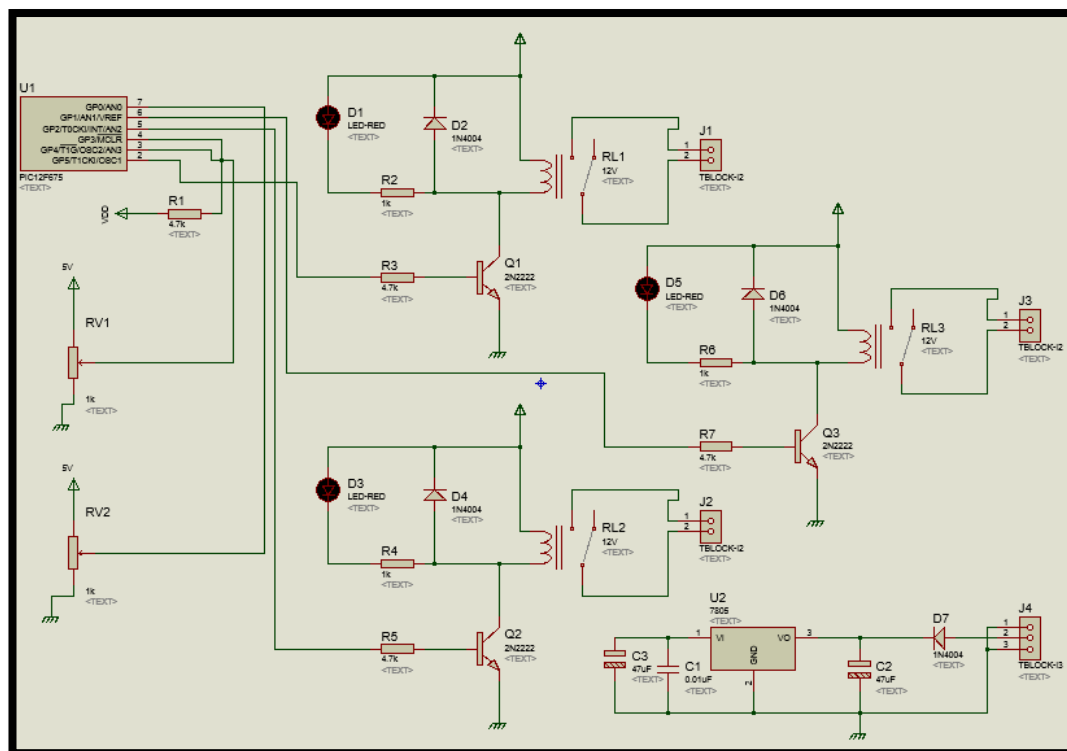 U1
GP0/AN0 7
GP1/AN1/VREF 6
GP2/T0CKI/INT/AN2 5
GP3/MCLR 4
GP4/T1G/OSC2/AN3 3
GP5/T1CKI/OSC1 2
PIC12F675
<TEXT>
VDD
R1
4.7k
<TEXT>
5V
RV1
1k
<TEXT>
5V
RV2
1k
<TEXT>
D1
LED-RED
<TEXT>
D2
1N4004
<TEXT>
R2
1k
<TEXT>
RL1
12V
<TEXT>
J1
1
2
TBLOCK-I2
<TEXT>
R3
4.7k
<TEXT>
Q1
2N2222
<TEXT>
D5
LED-RED
<TEXT>
D6
1N4004
<TEXT>
R6
1k
<TEXT>
RL3
12V
<TEXT>
J3
1
2
TBLOCK-I2
<TEXT>
R7
4.7k
<TEXT>
Q3
2N2222
<TEXT>
D3
LED-RED
<TEXT>
D4
1N4004
<TEXT>
R4
1k
<TEXT>
RL2
12V
<TEXT>
J2
1
2
TBLOCK-I2
<TEXT>
R5
4.7k
<TEXT>
Q2
2N2222
<TEXT>
U2
7805
<TEXT>
1 VI VO 3
GND
2
C3
47uF
<TEXT>
C1
0.01uF
<TEXT>
C2
47uF
<TEXT>
D7
1N4004
<TEXT>
J4
1
2
3
TBLOCK-I3
<TEXT>